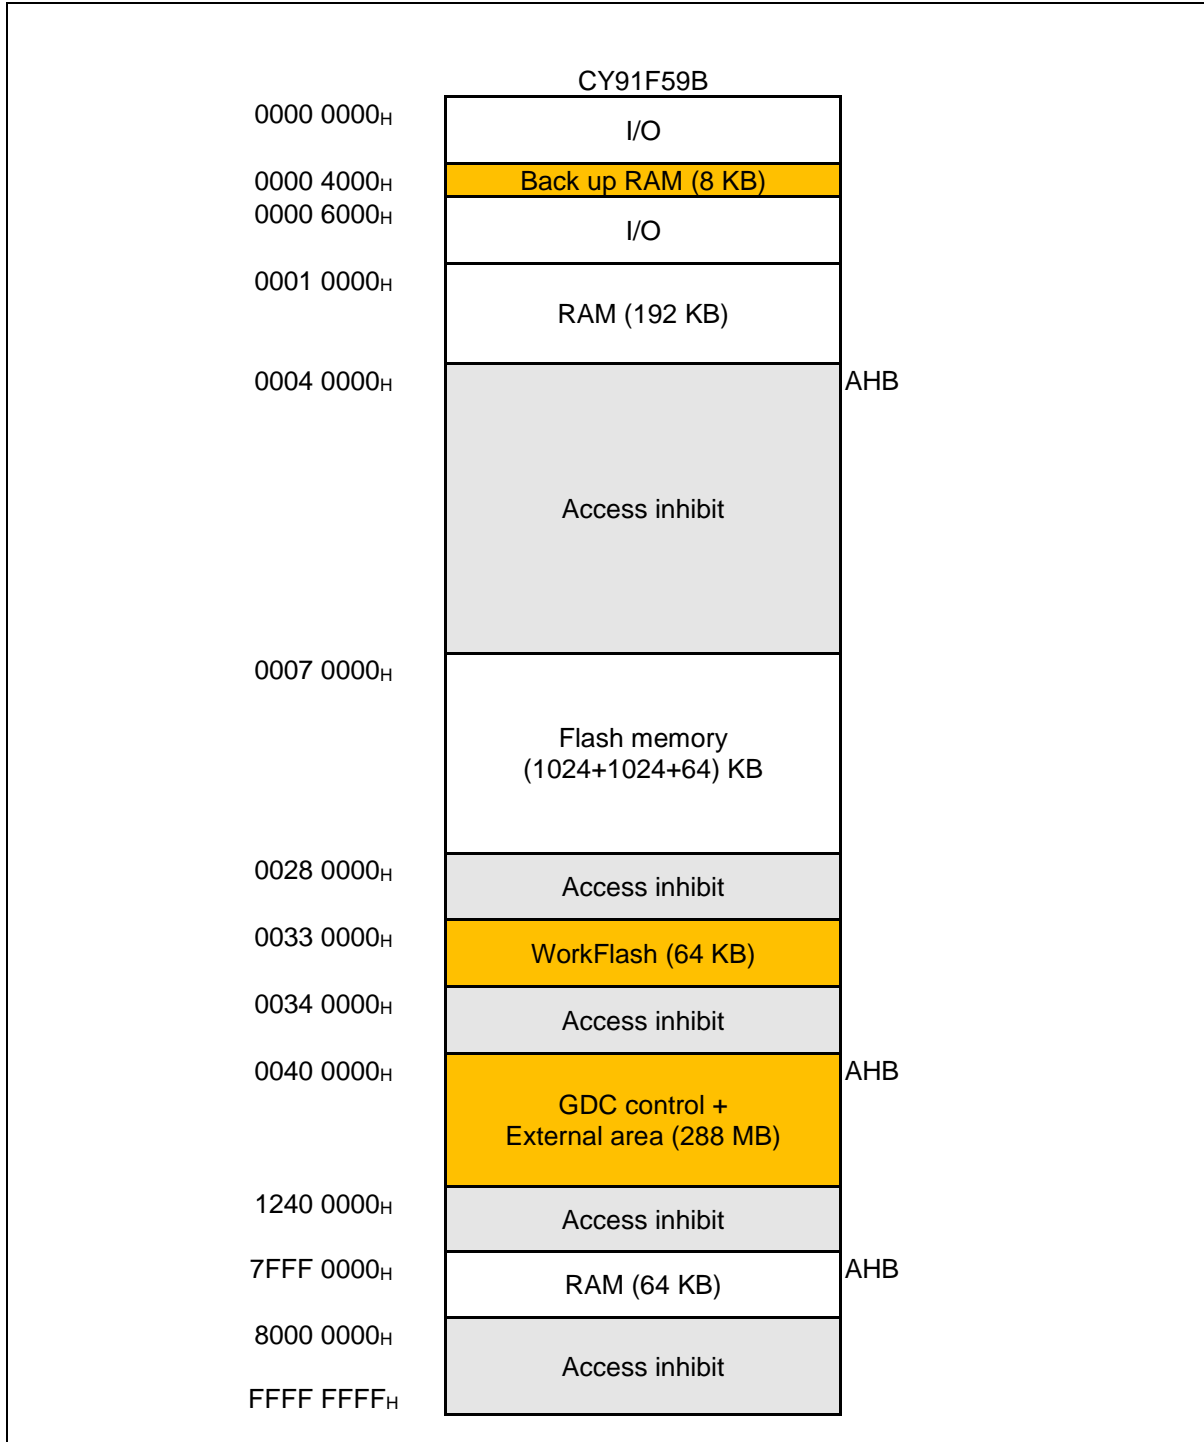 CY91F59B
0000 0000H
I/O
0000 4000H
Back up RAM (8 KB)
0000 6000H
I/O
0001 0000H
RAM (192 KB)
0004 0000H
AHB
Access inhibit
0007 0000H
Flash memory
(1024+1024+64) KB
0028 0000H
Access inhibit
0033 0000H
WorkFlash (64 KB)
0034 0000H
Access inhibit
0040 0000H
AHB
GDC control +
External area (288 MB)
1240 0000H
Access inhibit
7FFF 0000H
AHB
RAM (64 KB)
8000 0000H
Access inhibit
FFFF FFFFH